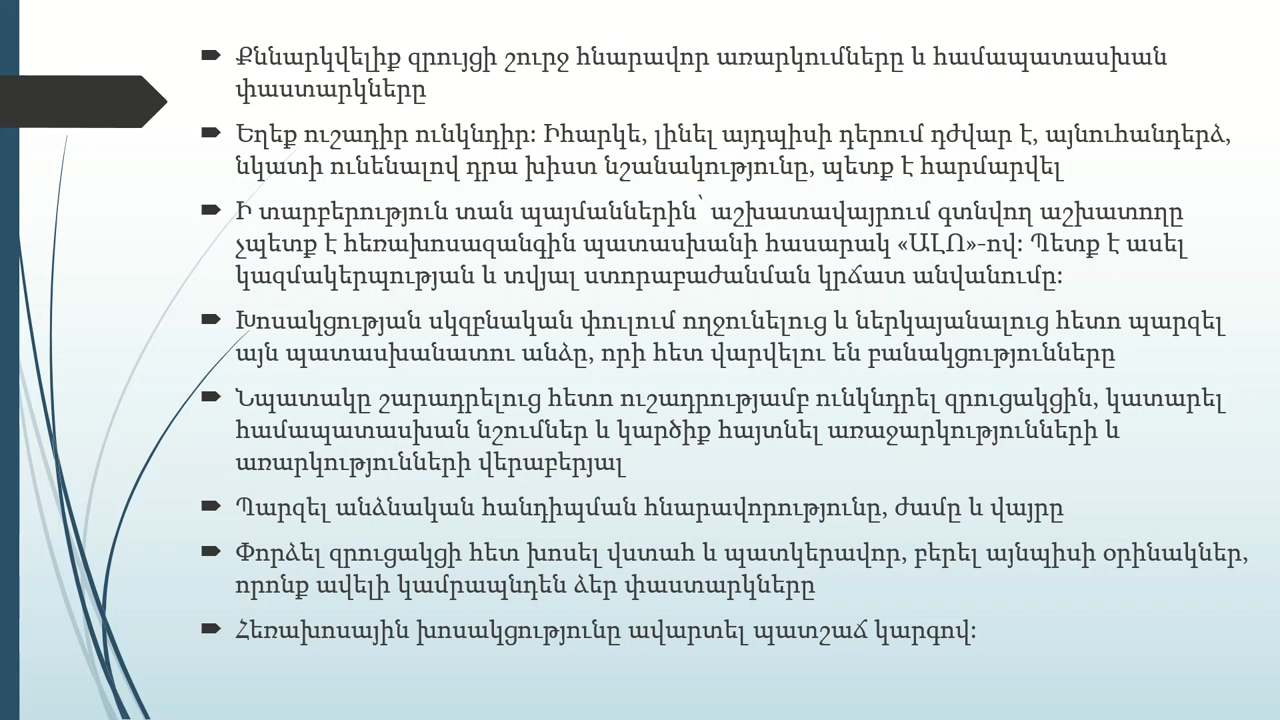 Քննարկվելիք զրույցի շուրջ հնարավոր առարկումները և համապատասխան
փաստարկները
Եղեք ուշադիր ունկնդիր: Իհարկե, լինել այդպիսի դերում դժվար է, այնուհանդերձ,
նկատի ունենալով դրա խիստ նշանակությունը, պետք է հարմարվել
Ի տարբերություն տան պայմաններին՝ աշխատավայրում գտնվող աշխատողը
չպետք է հեռախոսազանգին պատասխանի հասարակ «ԱԼՈ»-ով: Պետք է ասել
կազմակերպության և տվյալ ստորաբաժանման կրճատ անվանումը:
Խոսակցության սկզբնական փուլում ողջունելուց և ներկայանալուց հետո պարզել
այն պատասխանատու անձը, որի հետ վարվելու են բանակցությունները
Նպատակը շարադրելուց հետո ուշադրությամբ ունկնդրել զրուցակցին, կատարել
համապատասխան նշումներ և կարծիք հայտնել առաջարկությունների և
առարկությունների վերաբերյալ
Պարզել անձնական հանդիպման հնարավորությունը, ժամը և վայրը
Փորձել զրուցակցի հետ խոսել վստահ և պատկերավոր, բերել այնպիսի օրինակներ,
որոնք ավելի կամրապնդեն ձեր փաստարկները
Հեռախոսային խոսակցությունը ավարտել պատշաճ կարգով: